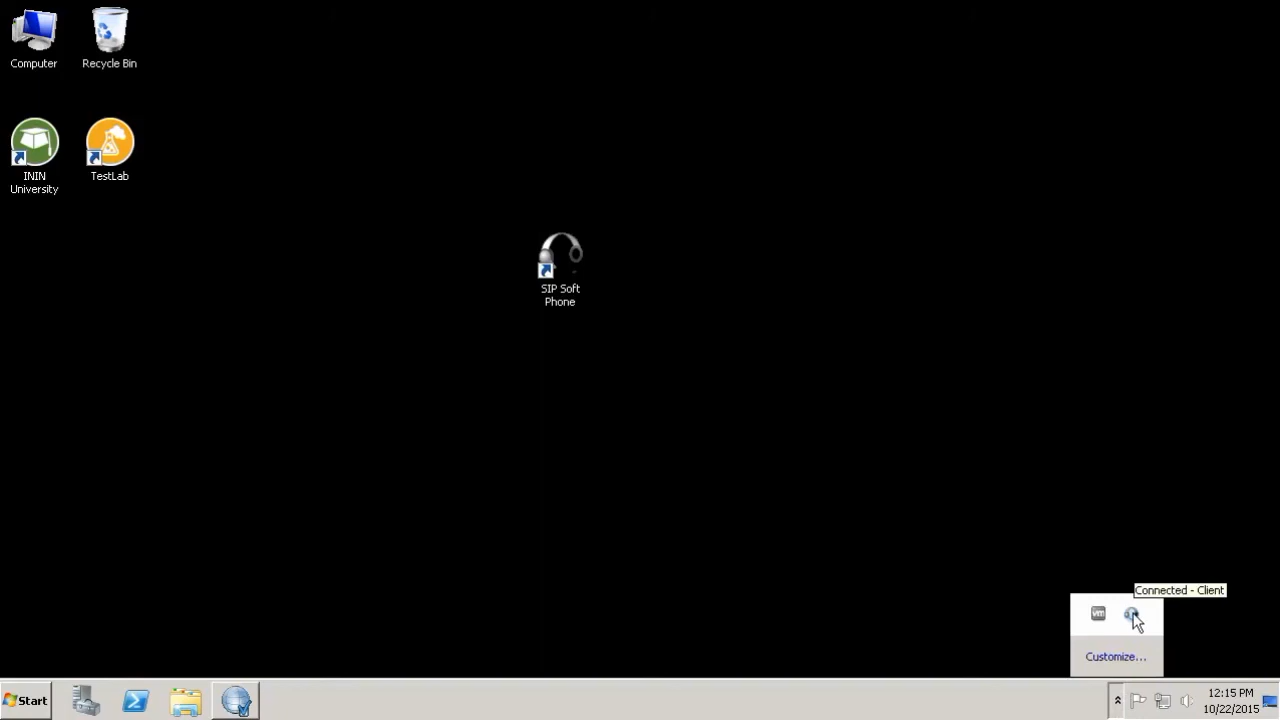 Computer
Recycle Bin
ININ
University
TestLab
SIP Soft
Phone
Connected - Client
vm
Customize...
Start
12:15 PM
10/22/2015